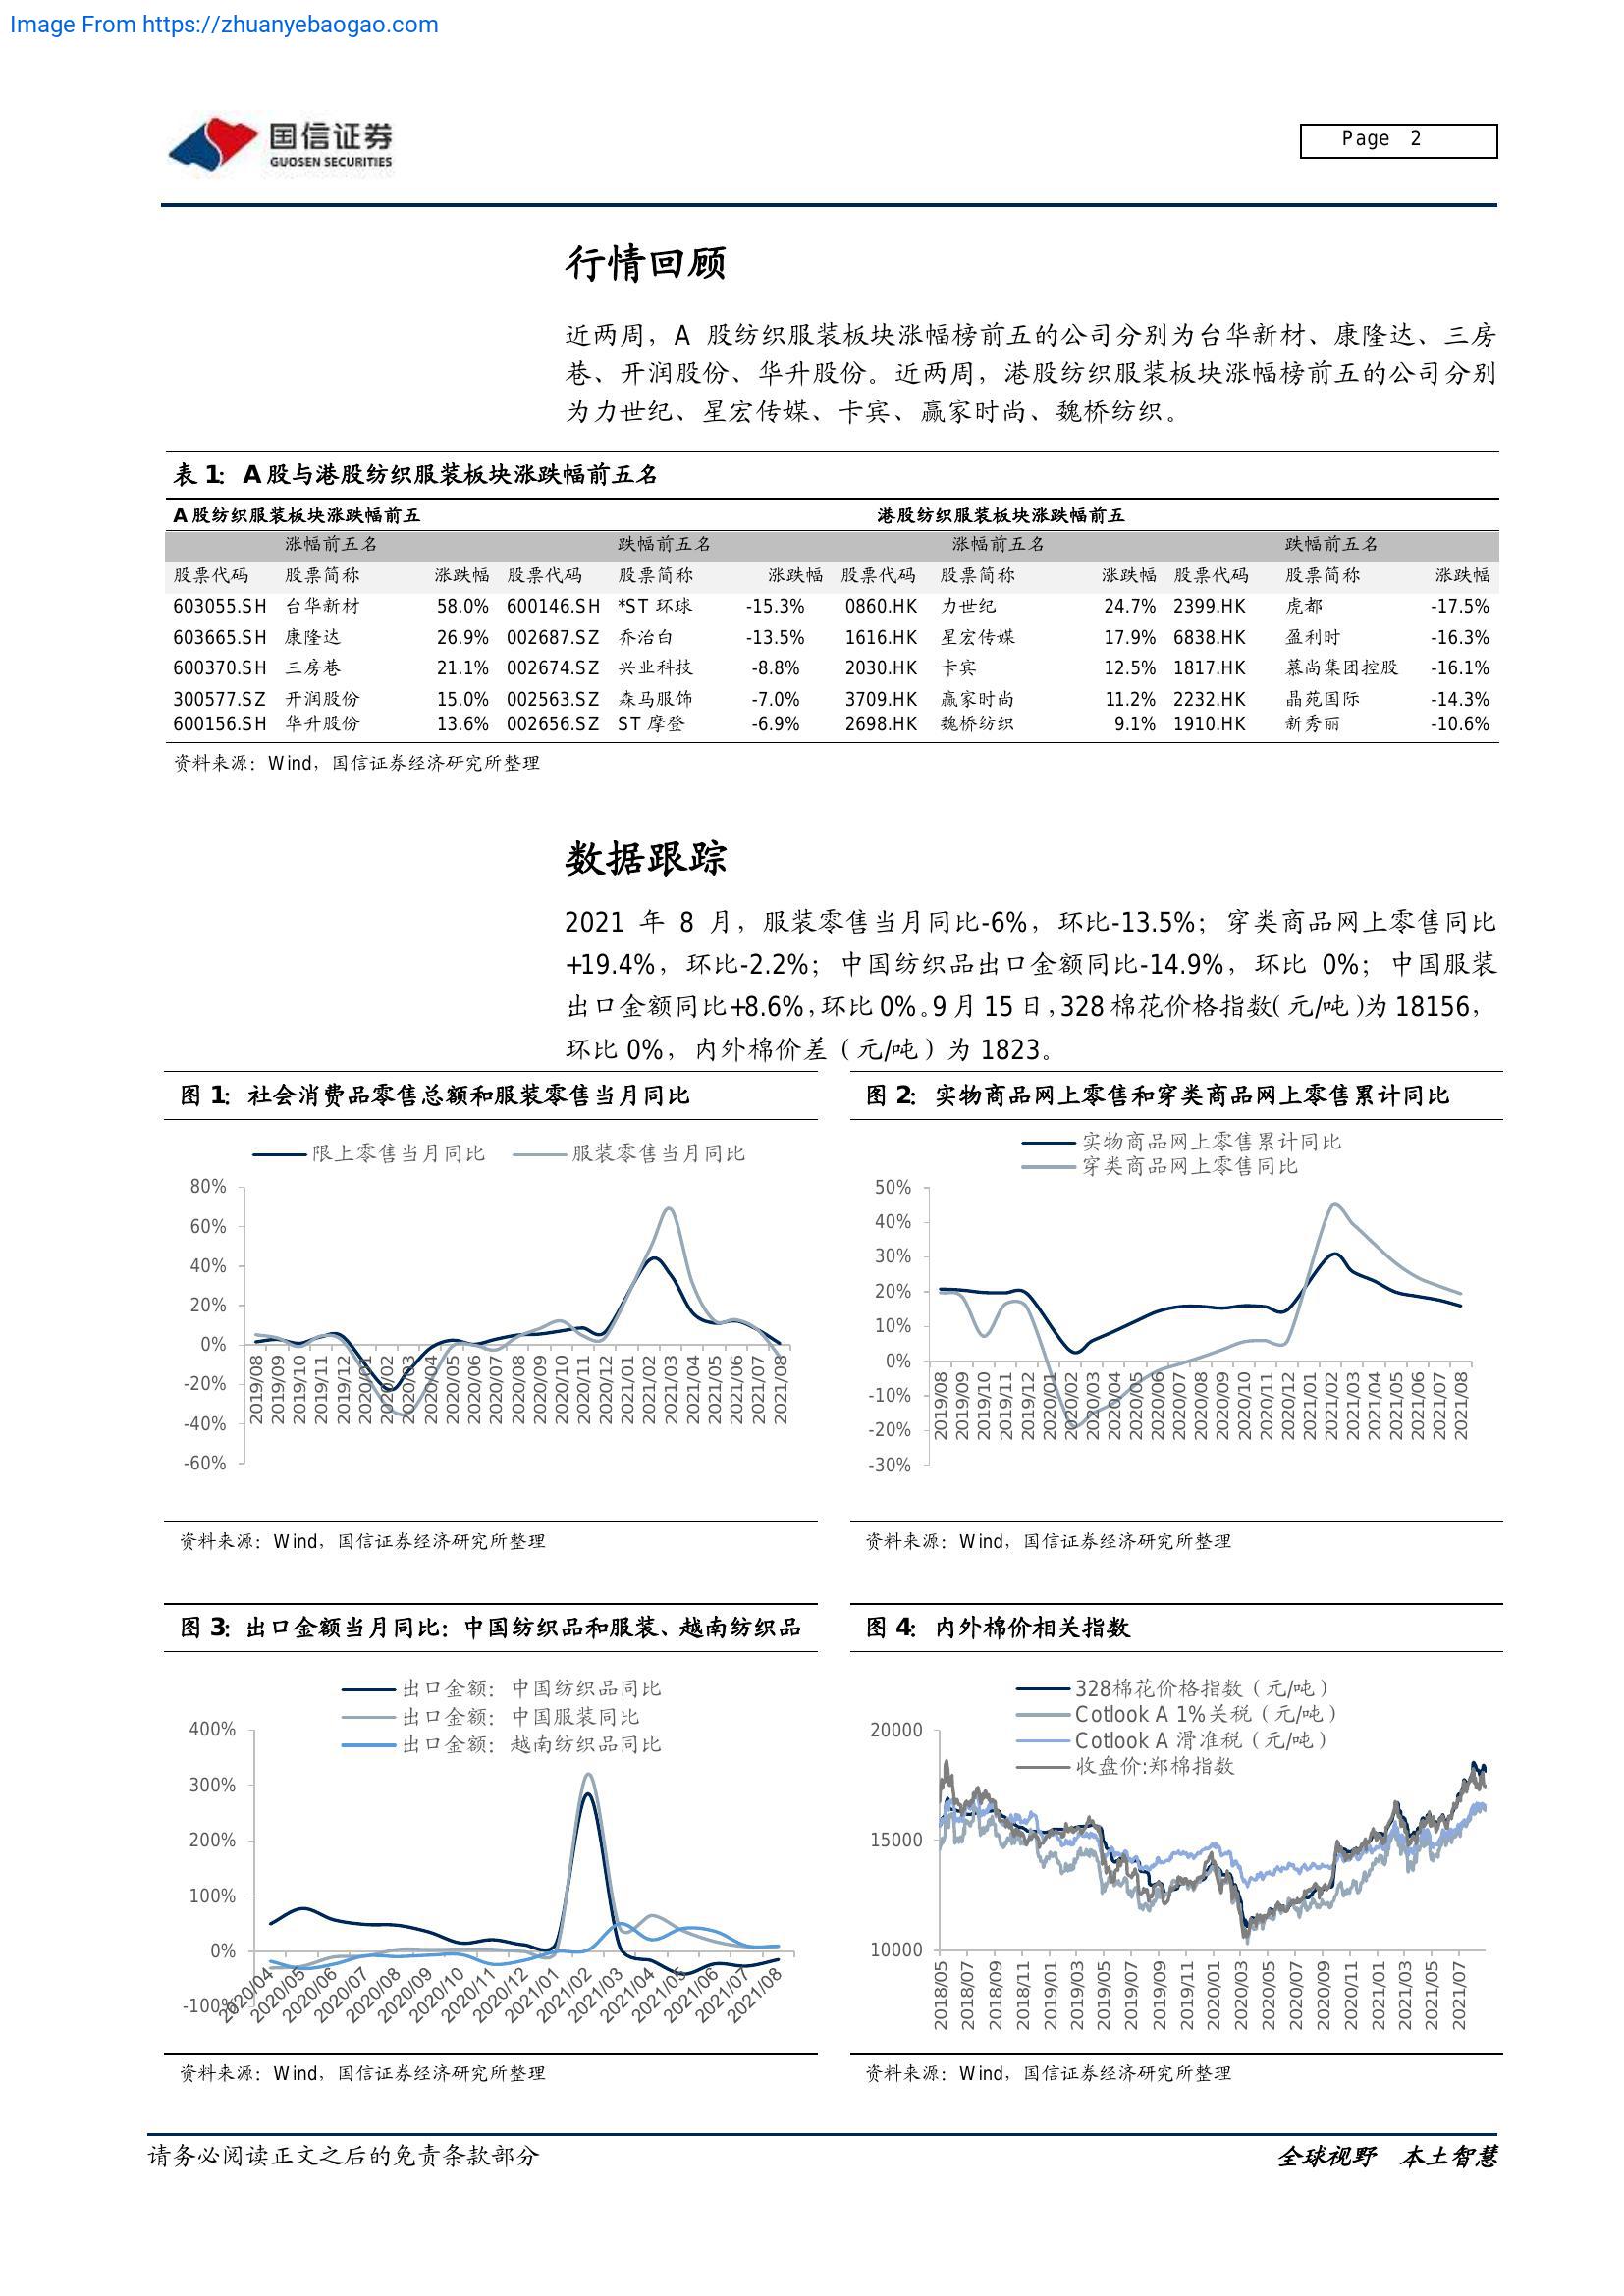 Image From https://zhuanyebaogao.com
国信证券
GUOSEN SECURITIES
Page 2
行情回顾
近两周，A 股纺织服装板块涨幅榜前五的公司分别为台华新材、康隆达、三房
巷、开润股份、华升股份。近两周，港股纺织服装板块涨幅榜前五的公司分别
为力世纪、星宏传媒、卡宾、赢家时尚、魏桥纺织。
表 1：A 股与港股纺织服装板块涨跌幅前五名
A 股纺织服装板块涨跌幅前五 港股纺织服装板块涨跌幅前五
涨幅前五名 跌幅前五名 涨幅前五名 跌幅前五名
股票代码 股票简称 涨跌幅 股票代码 股票简称 涨跌幅 股票代码 股票简称 涨跌幅 股票代码 股票简称 涨跌幅
603055.SH 台华新材 58.0% 600146.SH *ST 环球 -15.3% 0860.HK 力世纪 24.7% 2399.HK 虎都 -17.5%
603665.SH 康隆达 26.9% 002687.SZ 乔治白 -13.5% 1616.HK 星宏传媒 17.9% 6838.HK 盈利时 -16.3%
600370.SH 三房巷 21.1% 002674.SZ 兴业科技 -8.8% 2030.HK 卡宾 12.5% 1817.HK 慕尚集团控股 -16.1%
300577.SZ 开润股份 15.0% 002563.SZ 森马服饰 -7.0% 3709.HK 赢家时尚 11.2% 2232.HK 晶苑国际 -14.3%
600156.SH 华升股份 13.6% 002656.SZ ST 摩登 -6.9% 2698.HK 魏桥纺织 9.1% 1910.HK 新秀丽 -10.6%
资料来源：Wind，国信证券经济研究所整理
数据跟踪
2021 年 8 月，服装零售当月同比-6%，环比-13.5%；穿类商品网上零售同比
+19.4%，环比-2.2%；中国纺织品出口金额同比-14.9%，环比 0%；中国服装
出口金额同比+8.6%，环比 0%。9 月 15 日，328 棉花价格指数（元/吨）为 18156，
环比 0%，内外棉价差（元/吨）为 1823。
图 1：社会消费品零售总额和服装零售当月同比
限上零售当月同比 服装零售当月同比
80%
60%
40%
20%
0%
-20%
-40%
-60%
2019/08 2019/09 2019/10 2019/11 2019/12 2020/01 2020/02 2020/03 2020/04 2020/05 2020/06 2020/07 2020/08 2020/09 2020/10 2020/11 2020/12 2021/01 2021/02 2021/03 2021/04 2021/05 2021/06 2021/07 2021/08
资料来源：Wind，国信证券经济研究所整理
图 2：实物商品网上零售和穿类商品网上零售累计同比
实物商品网上零售累计同比
穿类商品网上零售同比
50%
40%
30%
20%
10%
0%
-10%
-20%
-30%
2019/08 2019/09 2019/10 2019/11 2019/12 2020/01 2020/02 2020/03 2020/04 2020/05 2020/06 2020/07 2020/08 2020/09 2020/10 2020/11 2020/12 2021/01 2021/02 2021/03 2021/04 2021/05 2021/06 2021/07 2021/08
资料来源：Wind，国信证券经济研究所整理
图 3：出口金额当月同比：中国纺织品和服装、越南纺织品
出口金额：中国纺织品同比
出口金额：中国服装同比
出口金额：越南纺织品同比
400%
300%
200%
100%
0%
-100%
2020/04 2020/05 2020/06 2020/07 2020/08 2020/09 2020/10 2020/11 2020/12 2021/01 2021/02 2021/03 2021/04 2021/05 2021/06 2021/07 2021/08
资料来源：Wind，国信证券经济研究所整理
图 4：内外棉价相关指数
328棉花价格指数（元/吨）
Cotlook A 1%关税（元/吨）
Cotlook A 滑准税（元/吨）
收盘价:郑棉指数
20000
15000
10000
2018/05 2018/07 2018/09 2018/11 2019/01 2019/03 2019/05 2019/07 2019/09 2019/11 2020/01 2020/03 2020/05 2020/07 2020/09 2020/11 2021/01 2021/03 2021/05 2021/07
资料来源：Wind，国信证券经济研究所整理
请务必阅读正文之后的免责条款部分
全球视野 本土智慧